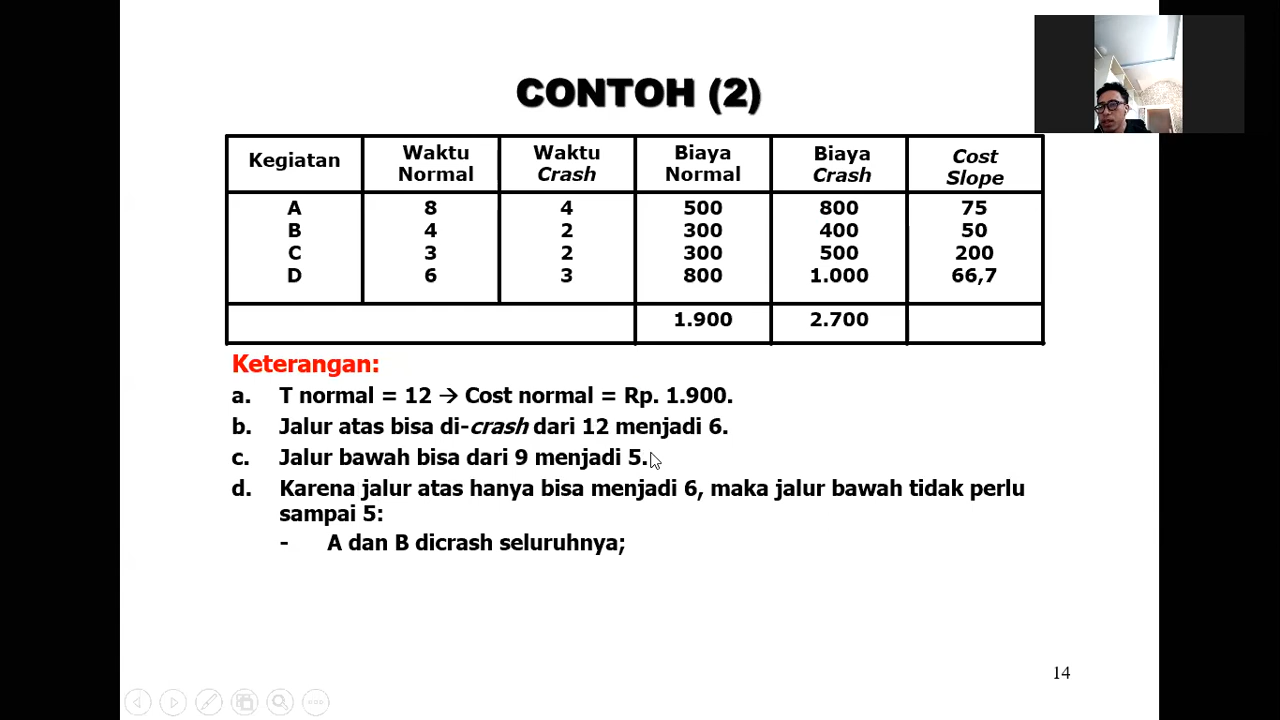 CONTOH (2)
Kegiatan Waktu Normal Waktu Crash Biaya Normal Biaya Crash Cost Slope
A 8 4 500 800 75
B 4 2 300 400 50
C 3 2 300 500 200
D 6 3 800 1.000 66,7
1.900 2.700
Keterangan:
a. T normal = 12 → Cost normal = Rp. 1.900.
b. Jalur atas bisa di-crash dari 12 menjadi 6.
c. Jalur bawah bisa dari 9 menjadi 5.
d. Karena jalur atas hanya bisa menjadi 6, maka jalur bawah tidak perlu
sampai 5:
- A dan B dicrash seluruhnya;
14